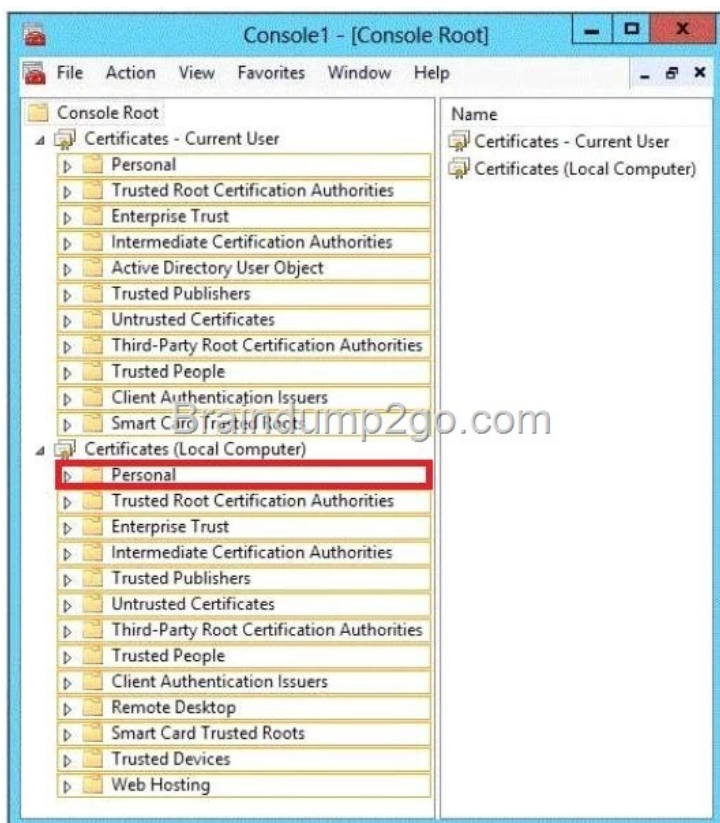 Console1 - [Console Root]
File Action View Favorites Window Help
Console Root
Certificates - Current User
Personal
Trusted Root Certification Authorities
Enterprise Trust
Intermediate Certification Authorities
Active Directory User Object
Trusted Publishers
Untrusted Certificates
Third-Party Root Certification Authorities
Trusted People
Client Authentication Issuers
Smart Card Trusted Roots
Certificates (Local Computer)
Personal
Trusted Root Certification Authorities
Enterprise Trust
Intermediate Certification Authorities
Trusted Publishers
Untrusted Certificates
Third-Party Root Certification Authorities
Trusted People
Client Authentication Issuers
Remote Desktop
Smart Card Trusted Roots
Trusted Devices
Web Hosting
Name
Certificates - Current User
Certificates (Local Computer)
Braindump2go.com